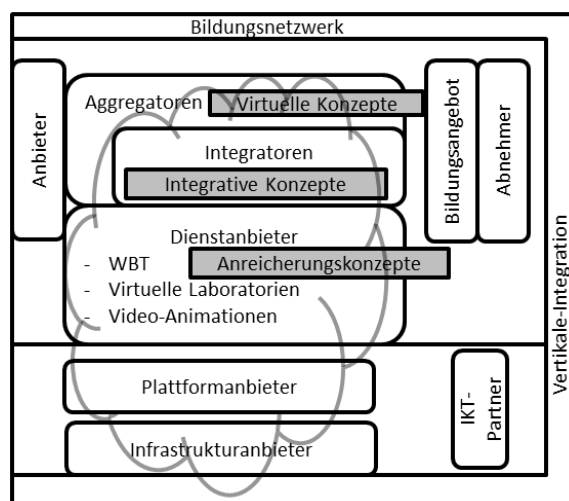 Bildungsnetzwerk
Anbieter
Aggregatoren
Virtuelle Konzepte
Integratoren
Integrative Konzepte
Dienstanbieter
Anreicherungskonzepte
- WBT
- Virtuelle Laboratorien
- Video-Animationen
Bildungsangebot
Abnehmer
Vertikale-Integration
Plattformanbieter
Infrastrukturanbieter
IKT-
Partner